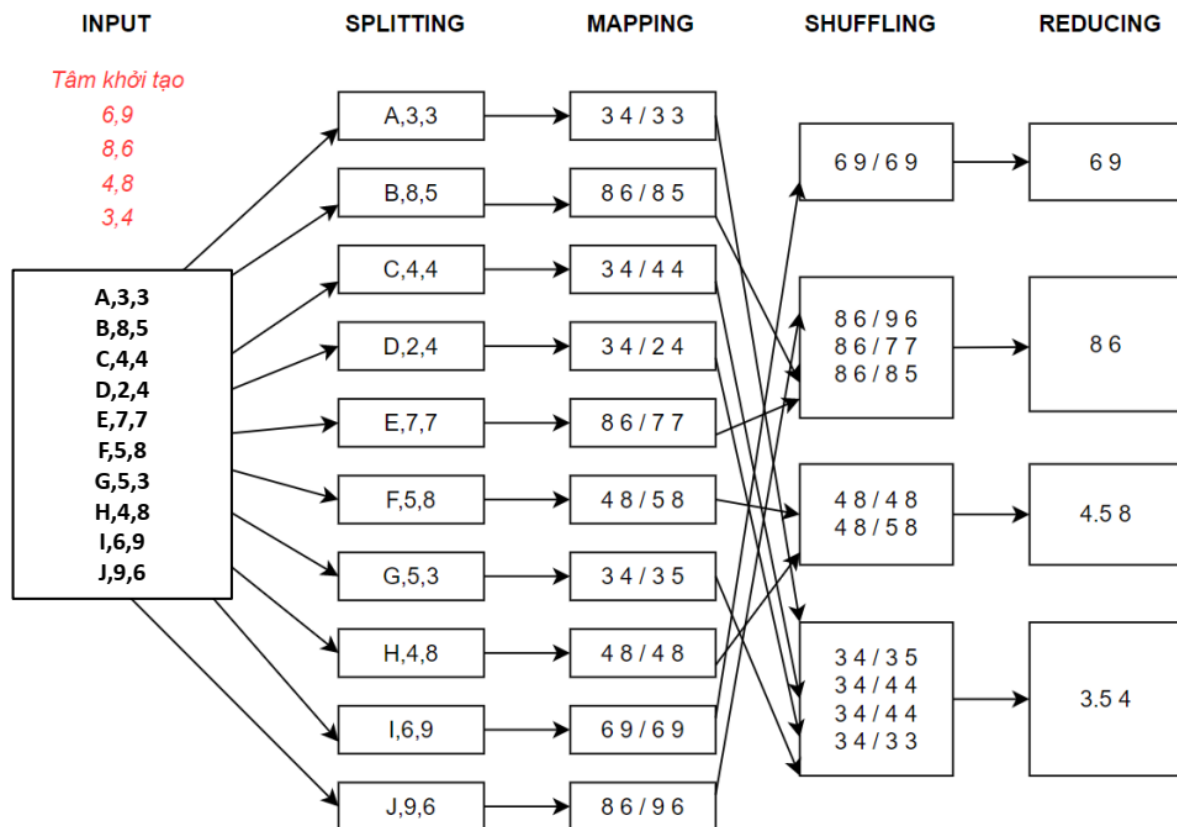 INPUT
SPLITTING
MAPPING
SHUFFLING
REDUCING
Tâm khởi tạo
6,9
8,6
4,8
3,4
A,3,3
B,8,5
C,4,4
D,2,4
E,7,7
F,5,8
G,5,3
H,4,8
I,6,9
J,9,6
A,3,3
B,8,5
C,4,4
D,2,4
E,7,7
F,5,8
G,5,3
H,4,8
I,6,9
J,9,6
3 4 / 3 3
8 6 / 8 5
3 4 / 4 4
3 4 / 2 4
8 6 / 7 7
4 8 / 5 8
3 4 / 3 5
4 8 / 4 8
6 9 / 6 9
8 6 / 9 6
6 9 / 6 9
8 6 / 9 6
8 6 / 7 7
8 6 / 8 5
4 8 / 4 8
4 8 / 5 8
3 4 / 3 5
3 4 / 4 4
3 4 / 4 4
3 4 / 3 3
6 9
8 6
4.5 8
3.5 4